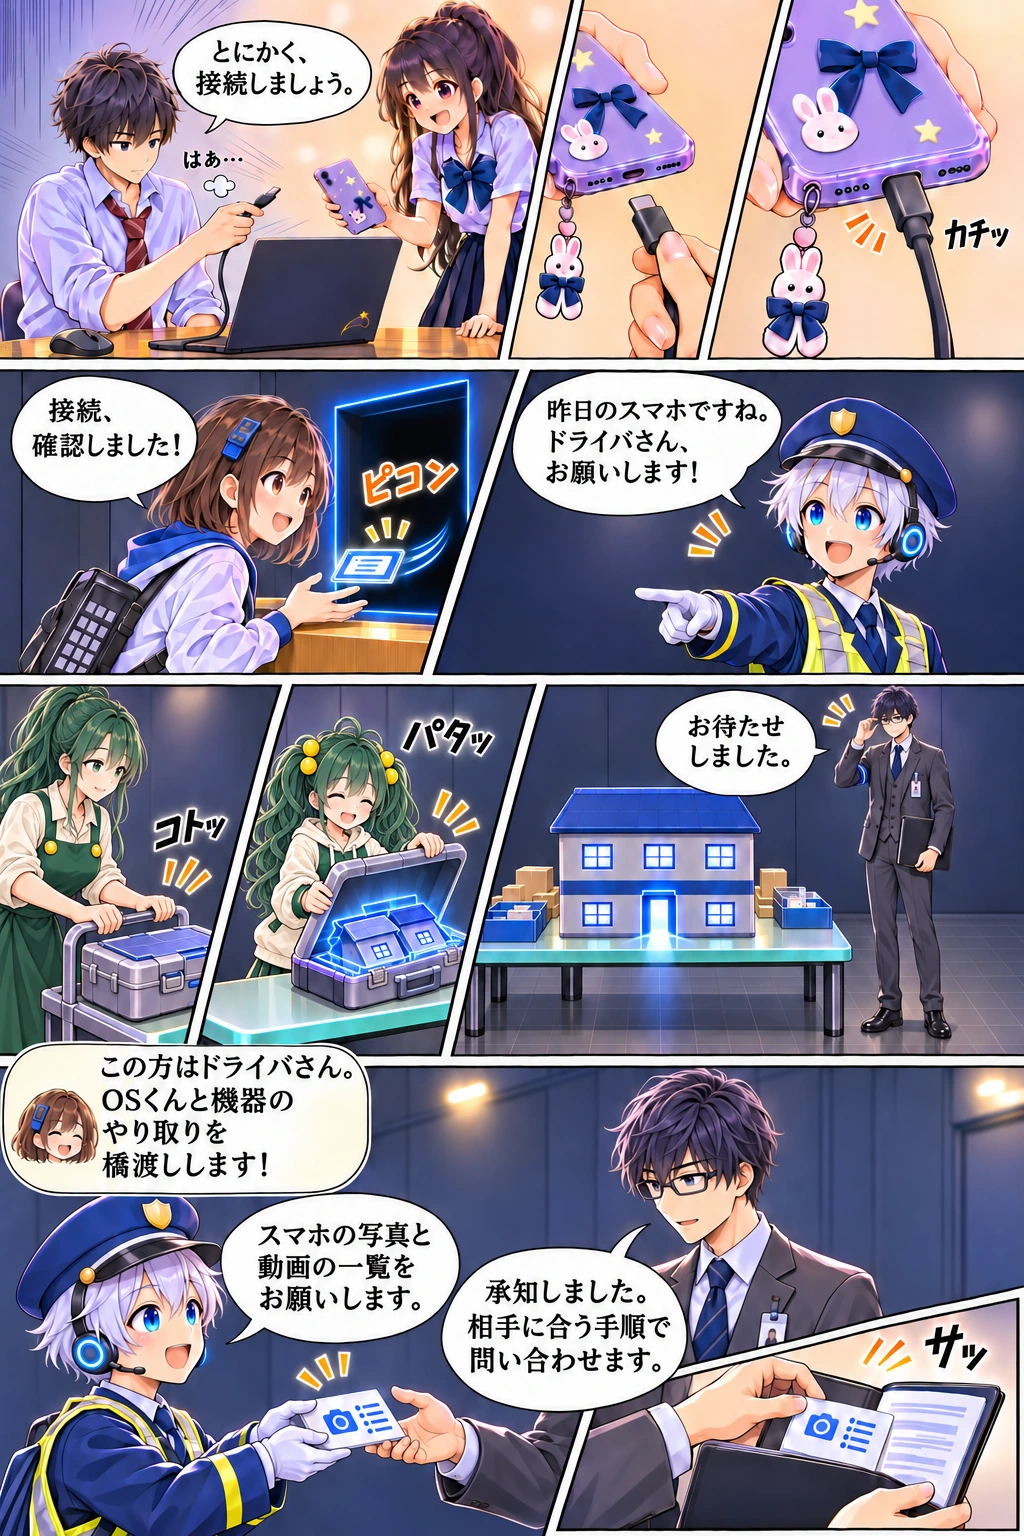 とにかく、
接続しましょう。
はぁ…
カチッ
接続、
確認しました！
ピコン
昨日のスマホですね。
ドライバさん、
お願いします！
コトッ
パタッ
お待たせ
しました。
この方はドライバさん。
OSくんと機器の
やり取りを
橋渡しします！
スマホの写真と
動画の一覧を
お願いします。
承知しました。
相手に合う手順で
問い合わせます。
サッ